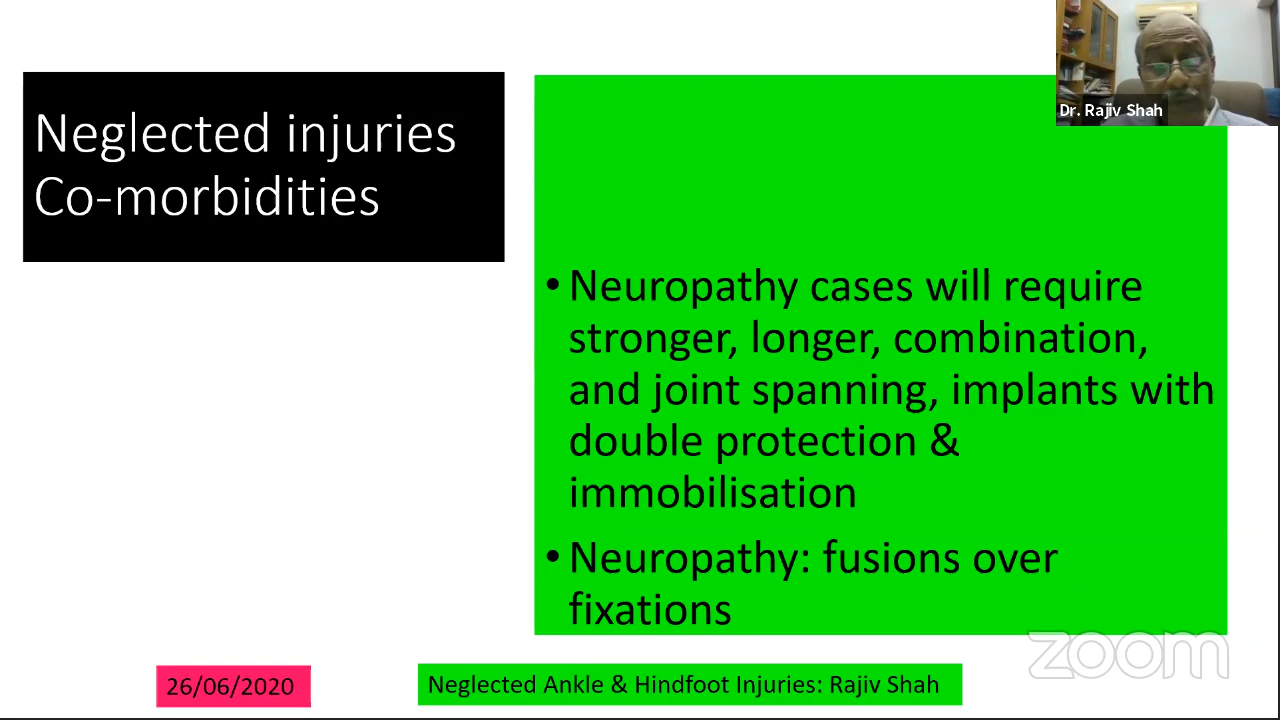 Dr. Rajiv Shah
Neglected injuries
Co-morbidities
• Neuropathy cases will require
stronger, longer, combination,
and joint spanning, implants with
double protection &
immobilisation
• Neuropathy: fusions over
fixations
zoom
26/06/2020
Neglected Ankle & Hindfoot Injuries: Rajiv Shah